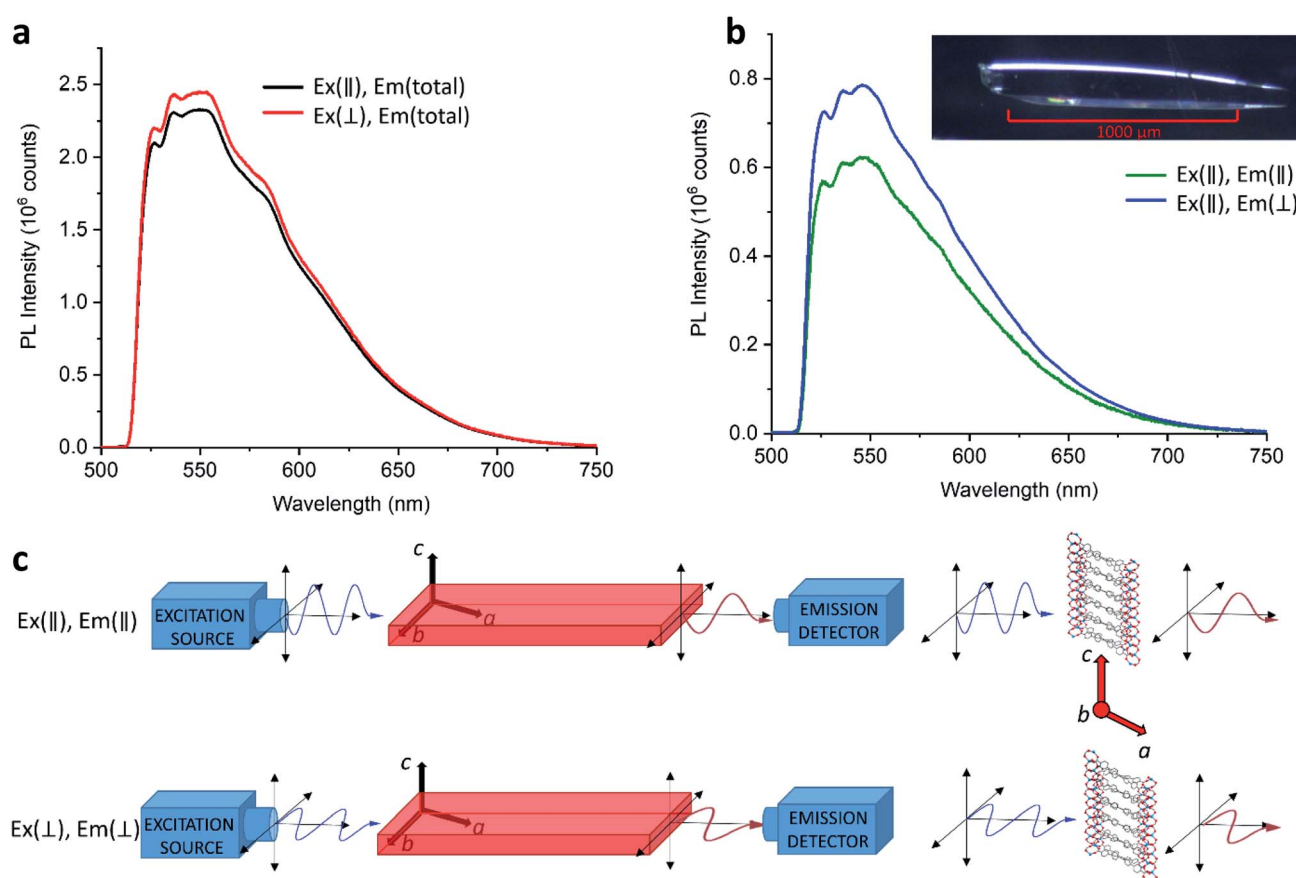 a
Ex(∥), Em(total)
Ex(⊥), Em(total)
2.5
2.0
1.5
1.0
0.5
0.0
PL Intensity (10⁶ counts)
500
550
600
650
700
750
Wavelength (nm)
b
1000 μm
Ex(∥), Em(∥)
Ex(∥), Em(⊥)
0.8
0.6
0.4
0.2
0.0
PL Intensity (10⁶ counts)
500
550
600
650
700
750
Wavelength (nm)
c
Ex(∥), Em(∥)
EXCITATION
SOURCE
c
b
a
EMISSION
DETECTOR
c
b
a
Ex(⊥), Em(⊥)
EXCITATION
SOURCE
c
b
a
EMISSION
DETECTOR